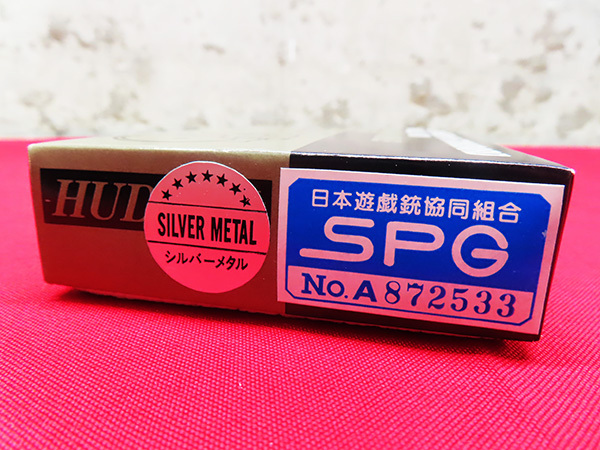 HUD
SILVER METAL
シルバーメタル
日本遊戯銃協同組合
SPG
No.A872533